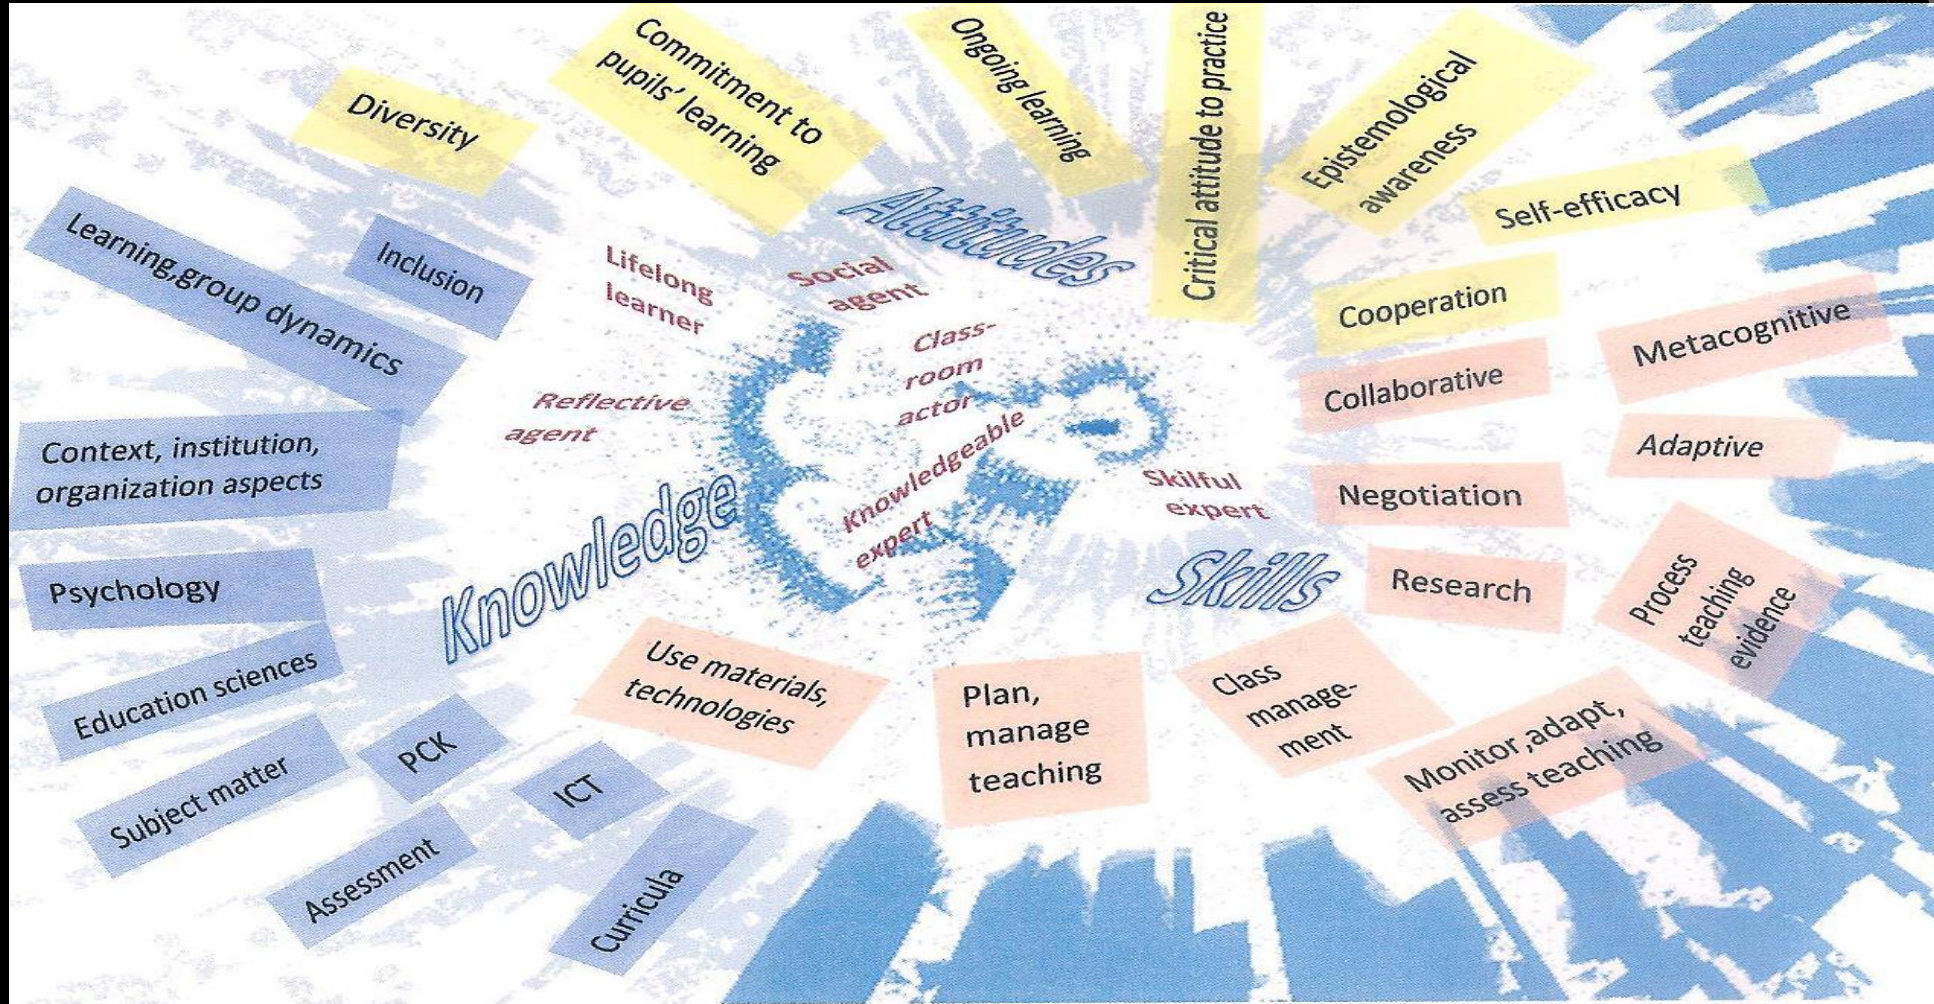 Diversity
Commitment to
pupils' learning
Ongoing learning
Critical attitude to practice
Epistemological
awareness
Self-efficacy
Cooperation
Attitudes
Learning,group dynamics
Inclusion
Context, institution,
organization aspects
Psychology
Education sciences
Subject matter
PCK
ICT
Assessment
Curricula
Knowledge
Lifelong
learner
Social
agent
Class-
room
actor
Reflective
agent
Knowledgeable
expert
Skilful
expert
Skills
Collaborative
Metacognitive
Adaptive
Negotiation
Research
Process
teaching
evidence
Use materials,
technologies
Plan,
manage
teaching
Class
manage-
ment
Monitor ,adapt,
assess teaching